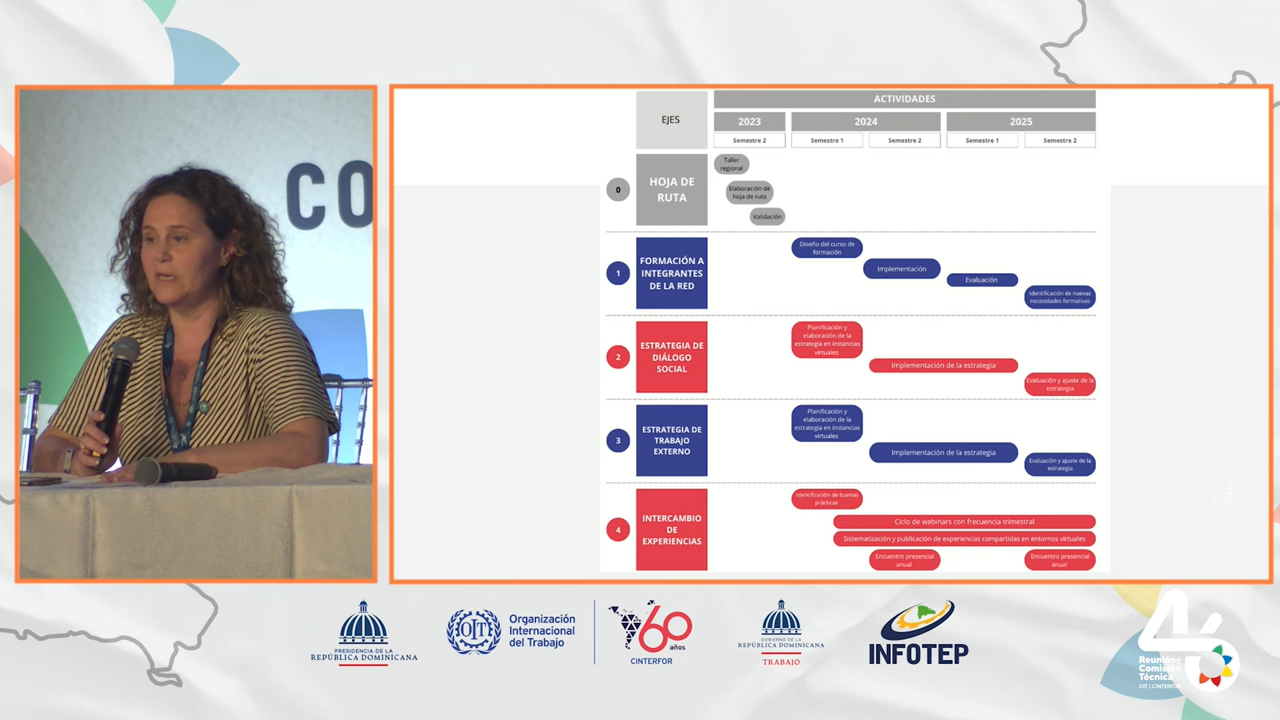 CO
EJES
ACTIVIDADES
2023
2024
2025
Semestre 2
Semestre 1
Semestre 2
Semestre 1
Semestre 2
0
HOJA DE
RUTA
Taller
regional
Elaboración de
hoja de ruta
Validación
1
FORMACIÓN A
INTEGRANTES
DE LA RED
Diseño del curso de
formación
Implementación
Evaluación
Identificación de nuevas
necesidades formativas
2
ESTRATEGIA DE
DIÁLOGO
SOCIAL
Planificación y
elaboración de la
estrategia en instancias
virtuales
Implementación de la estrategia
Evaluación y ajuste de la
estrategia
3
ESTRATEGIA DE
TRABAJO
EXTERNO
Planificación y
elaboración de la
estrategia en instancias
virtuales
Implementación de la estrategia
Evaluación y ajuste de la
estrategia
4
INTERCAMBIO
DE
EXPERIENCIAS
Identificación de buenas
prácticas
Ciclo de webinars con frecuencia trimestral
Sistematización y publicación de experiencias compartidas en entornos virtuales
Encuentro presencial
anual
Encuentro presencial
anual
PRESIDENCIA DE LA
REPÚBLICA DOMINICANA
OIT
Organización
Internacional
del Trabajo
60
años
CINTERFOR
GOBIERNO DE LA
REPÚBLICA DOMINICANA
TRABAJO
INFOTEP
46
Reunión
Comisión
Técnica
OIT | CINTERFOR